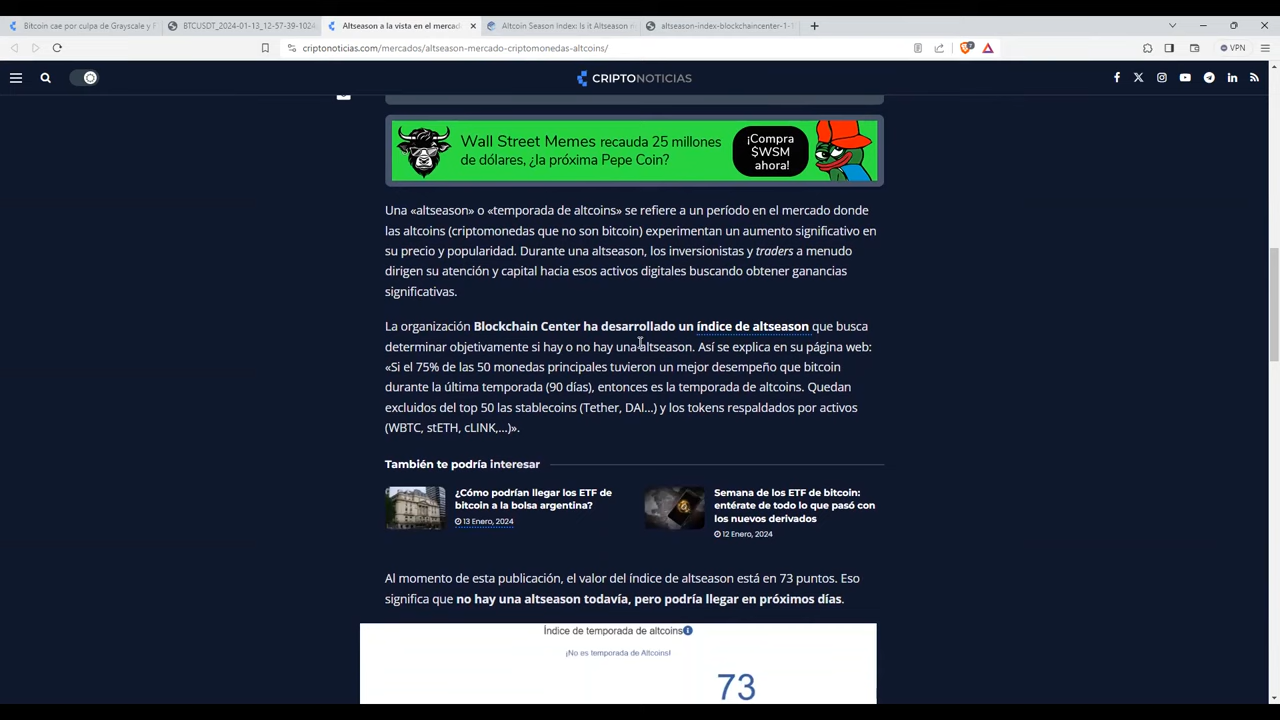 Bitcoin cae por culpa de Grayscale y F
BTCUSDT_2024-01-13_12-57-39-1024
Altseason a la vista en el mercad
Altcoin Season Index: Is it Altseason
altseason-index-blockchaincenter-1-1
criptonoticias.com/mercados/altseason-mercado-criptomonedas-altcoins/
VPN
CRIPTONOTICIAS
Wall Street Memes recauda 25 millones
de dólares, ¿la próxima Pepe Coin?
¡Compra
$WSM
ahora!
Una «altseason» o «temporada de altcoins» se refiere a un período en el mercado donde
las altcoins (criptomonedas que no son bitcoin) experimentan un aumento significativo en
su precio y popularidad. Durante una altseason, los inversionistas y traders a menudo
dirigen su atención y capital hacia esos activos digitales buscando obtener ganancias
significativas.
La organización Blockchain Center ha desarrollado un índice de altseason que busca
determinar objetivamente si hay o no hay una altseason. Así se explica en su página web:
«Si el 75% de las 50 monedas principales tuvieron un mejor desempeño que bitcoin
durante la última temporada (90 días), entonces es la temporada de altcoins. Quedan
excluidos del top 50 las stablecoins (Tether, DAI...) y los tokens respaldados por activos
(WBTC, stETH, cLINK,...)».
También te podría interesar
¿Cómo podrían llegar los ETF de
bitcoin a la bolsa argentina?
13 Enero, 2024
Semana de los ETF de bitcoin:
entérate de todo lo que pasó con
los nuevos derivados
12 Enero, 2024
Al momento de esta publicación, el valor del índice de altseason está en 73 puntos. Eso
significa que no hay una altseason todavía, pero podría llegar en próximos días.
Índice de temporada de altcoins
¡No es temporada de Altcoins!
73